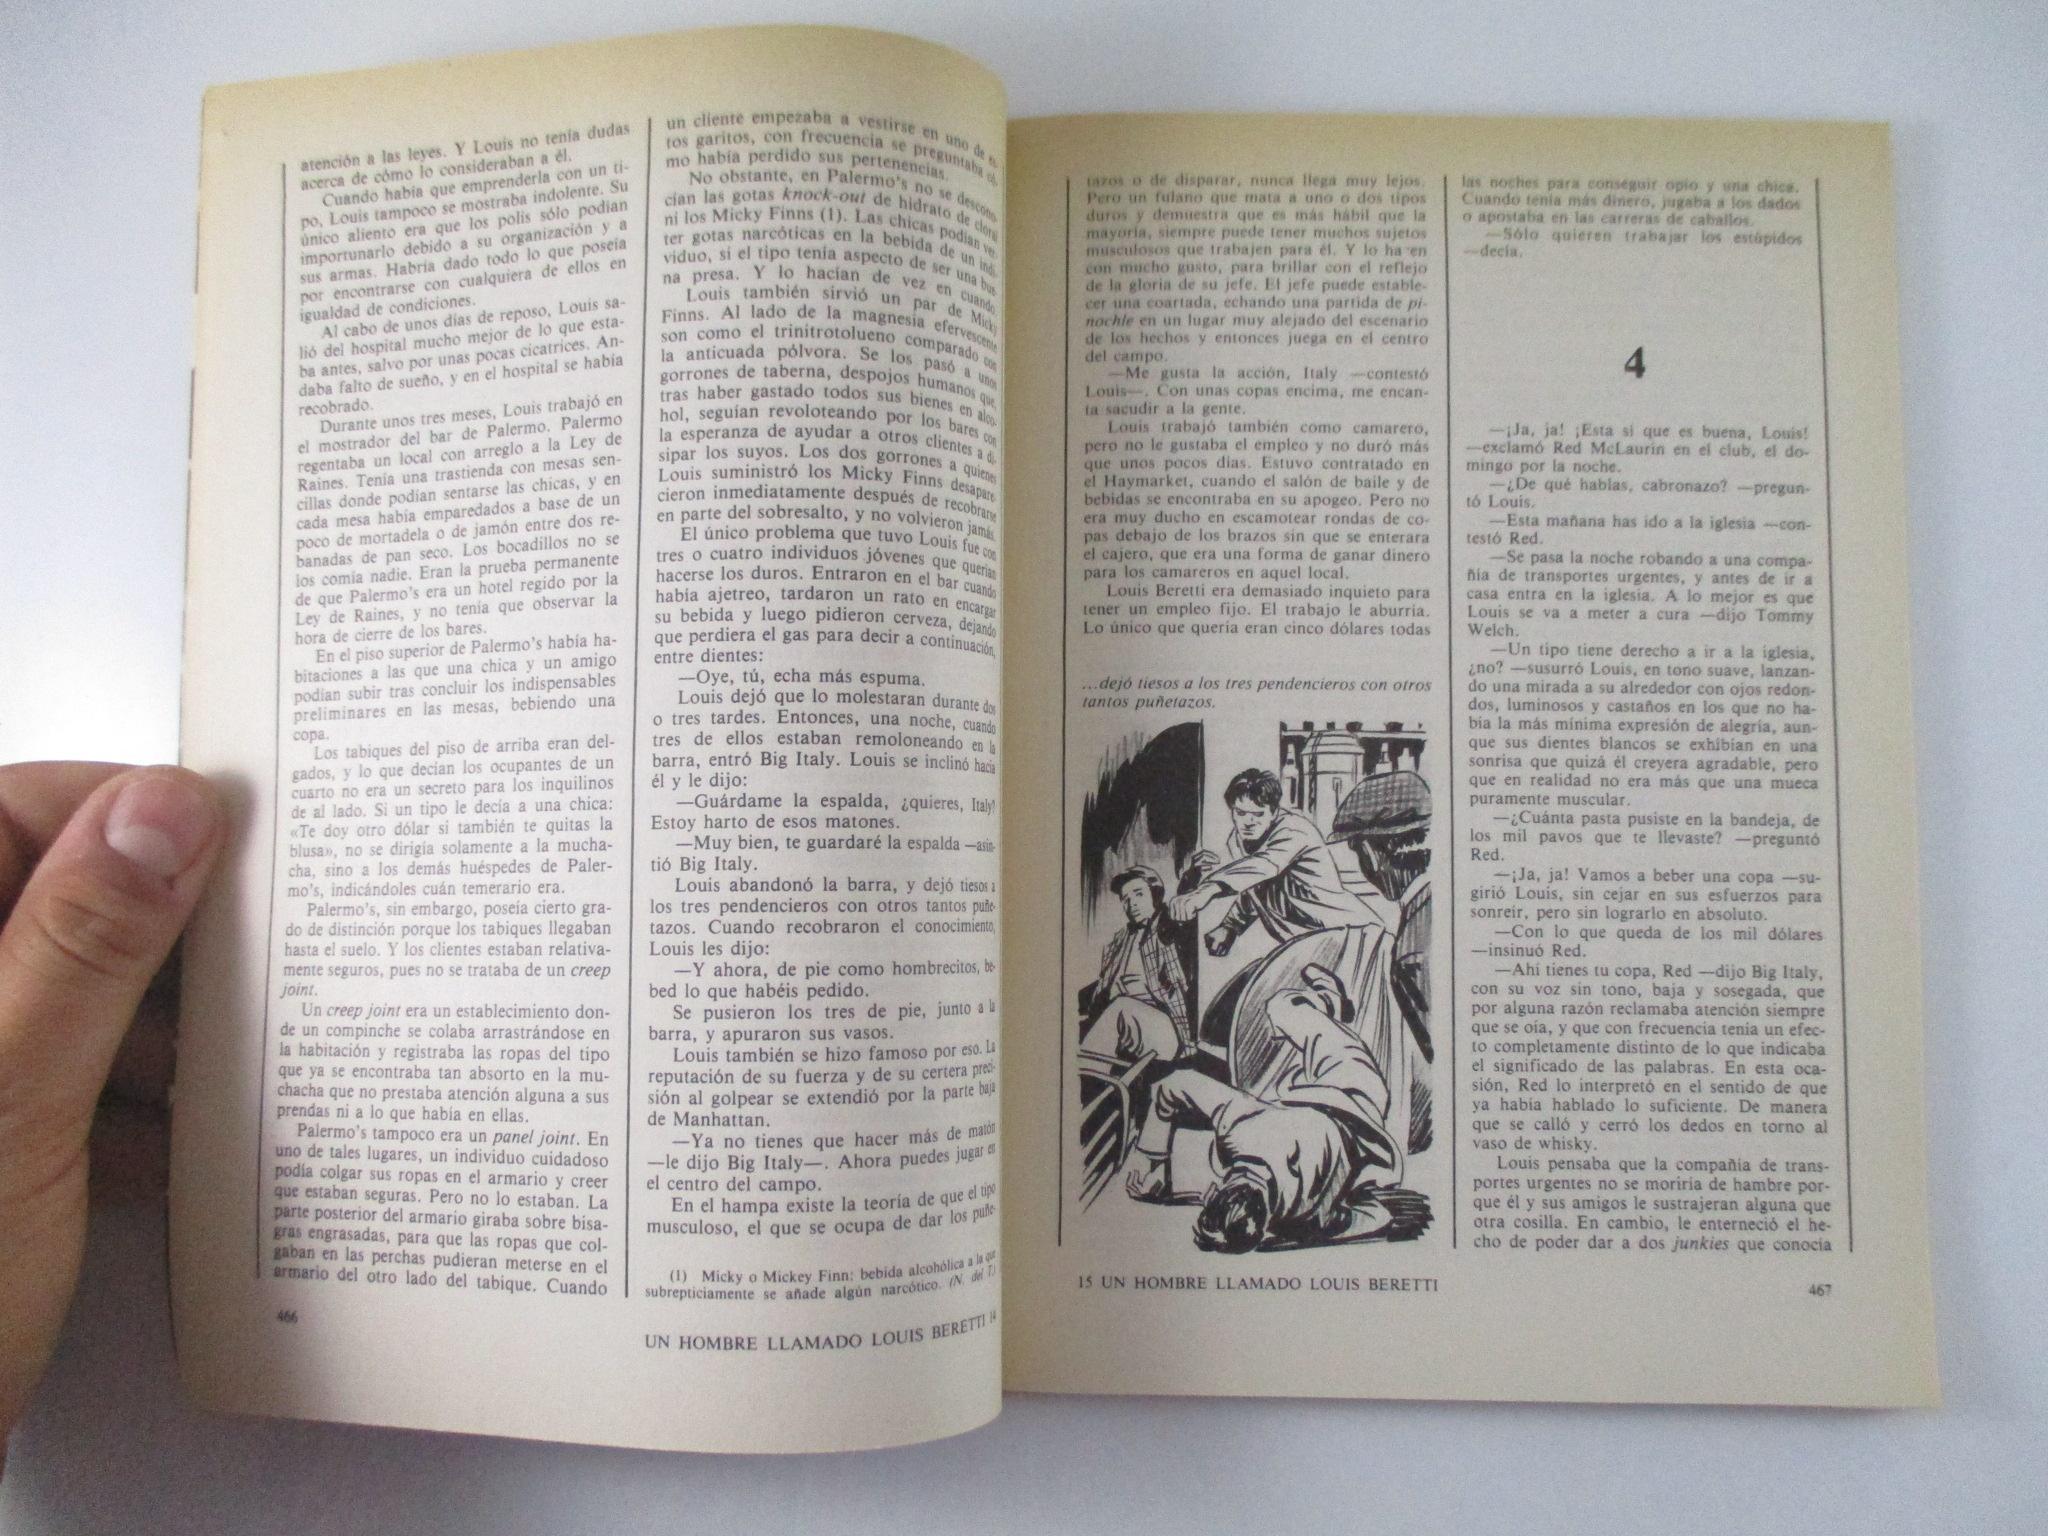 atención a las leyes. Y Louis no tenía dudas
acerca de cómo lo consideraban a él.
Cuando había que emprenderla con un ti-
po, Louis tampoco se mostraba indolente. Su
único aliento era que los polis sólo podían
importunarlo debido a su organización y a
sus armas. Habría dado todo lo que poseía
por encontrarse con cualquiera de ellos en
igualdad de condiciones.
Al cabo de unos días de reposo, Louis sa-
lió del hospital mucho mejor de lo que esta-
ba antes, salvo por unas pocas cicatrices. An-
daba falto de sueño, y en el hospital se había
recobrado.
Durante unos tres meses, Louis trabajó en
el mostrador del bar de Palermo. Palermo
regentaba un local con arreglo a la Ley de
Raines. Tenía una trastienda con mesas sen-
cillas donde podían sentarse las chicas, y en
cada mesa había emparedados a base de un
poco de mortadela o de jamón entre dos re-
banadas de pan seco. Los bocadillos no se
los comía nadie. Eran la prueba permanente
de que Palermo's era un hotel regido por la
Ley de Raines, y no tenía que observar la
hora de cierre de los bares.
En el piso superior de Palermo's había ha-
bitaciones a las que una chica y un amigo
podían subir tras concluir los indispensables
preliminares en las mesas, bebiendo una
copa.
Los tabiques del piso de arriba eran del-
gados, y lo que decían los ocupantes de un
cuarto no era un secreto para los inquilinos
de al lado. Si un tipo le decía a una chica:
«Te doy otro dólar si también te quitas la
blusa», no se dirigía solamente a la mucha-
cha, sino a los demás huéspedes de Paler-
mo's, indicándoles cuán temerario era.
Palermo's, sin embargo, poseía cierto gra-
do de distinción porque los tabiques llegaban
hasta el suelo. Y los clientes estaban relativa-
mente seguros, pues no se trataba de un creep
joint.
Un creep joint era un establecimiento don-
de un compinche se colaba arrastrándose en
la habitación y registraba las ropas del tipo
que ya se encontraba tan absorto en la mu-
chacha que no prestaba atención alguna a sus
prendas ni a lo que había en ellas.
Palermo's tampoco era un panel joint. En
uno de tales lugares, un individuo cuidadoso
podía colgar sus ropas en el armario y creer
que estaban seguras. Pero no lo estaban. La
parte posterior del armario giraba sobre bisa-
gras engrasadas, para que las ropas que col-
gaban en las perchas pudieran meterse en el
armario del otro lado del tabique. Cuando
466
un cliente empezaba a vestirse en uno de es-
tos garitos, con frecuencia se preguntaba có-
mo había perdido sus pertenencias.
No obstante, en Palermo's no se descono-
cían las gotas knock-out de hidrato de cloral
ni los Micky Finns (1). Las chicas podían ver-
ter gotas narcóticas en la bebida de un indi-
viduo, si el tipo tenía aspecto de ser una bue-
na presa. Y lo hacían de vez en cuando.
Louis también sirvió un par de Micky
Finns. Al lado de la magnesia efervescente
son como el trinitrotolueno comparado con
la anticuada pólvora. Se los pasó a unos
gorrones de taberna, despojos humanos que,
tras haber gastado todos sus bienes en alco-
hol, seguían revoloteando por los bares con
la esperanza de ayudar a otros clientes a di-
sipar los suyos. Los dos gorrones a quienes
Louis suministró los Micky Finns desapare-
cieron inmediatamente después de recobrarse
en parte del sobresalto, y no volvieron jamás.
El único problema que tuvo Louis fue con
tres o cuatro individuos jóvenes que querían
hacerse los duros. Entraron en el bar cuando
había ajetreo, tardaron un rato en encargar
su bebida y luego pidieron cerveza, dejando
que perdiera el gas para decir a continuación,
entre dientes:
—Oye, tú, echa más espuma.
Louis dejó que lo molestaran durante dos
o tres tardes. Entonces, una noche, cuando
tres de ellos estaban remoloneando en la
barra, entró Big Italy. Louis se inclinó hacia
él y le dijo:
—Guárdame la espalda, ¿quieres, Italy?
Estoy harto de esos matones.
—Muy bien, te guardaré la espalda —asin-
tió Big Italy.
Louis abandonó la barra, y dejó tiesos a
los tres pendencieros con otros tantos puñe-
tazos. Cuando recobraron el conocimiento,
Louis les dijo:
—Y ahora, de pie como hombrecitos, be-
bed lo que habéis pedido.
Se pusieron los tres de pie, junto a la
barra, y apuraron sus vasos.
Louis también se hizo famoso por eso. La
reputación de su fuerza y de su certera preci-
sión al golpear se extendió por la parte baja
de Manhattan.
—Ya no tienes que hacer más de matón
—le dijo Big Italy—. Ahora puedes jugar en
el centro del campo.
En el hampa existe la teoría de que el tipo
musculoso, el que se ocupa de dar los puñe-
(1) Micky o Mickey Finn: bebida alcohólica a la que
subrepticiamente se añade algún narcótico. (N. del T.)
UN HOMBRE LLAMADO LOUIS BERETTI 14
tazos o de disparar, nunca llega muy lejos.
Pero un fulano que mata a uno o dos tipos
duros y demuestra que es más hábil que la
mayoría, siempre puede tener muchos sujetos
musculosos que trabajen para él. Y lo ha en
con mucho gusto, para brillar con el reflejo
de la gloria de su jefe. El jefe puede estable-
cer una coartada, echando una partida de pi-
nochle en un lugar muy alejado del escenario
de los hechos y entonces juega en el centro
del campo.
—Me gusta la acción, Italy —contestó
Louis—. Con unas copas encima, me encan-
ta sacudir a la gente.
Louis trabajó también como camarero,
pero no le gustaba el empleo y no duró más
que unos pocos días. Estuvo contratado en
el Haymarket, cuando el salón de baile y de
bebidas se encontraba en su apogeo. Pero no
era muy ducho en escamotear rondas de co-
pas debajo de los brazos sin que se enterara
el cajero, que era una forma de ganar dinero
para los camareros en aquel local.
Louis Beretti era demasiado inquieto para
tener un empleo fijo. El trabajo le aburría.
Lo único que quería eran cinco dólares todas
...dejó tiesos a los tres pendencieros con otros
tantos puñetazos.
15 UN HOMBRE LLAMADO LOUIS BERETTI
las noches para conseguir opio y una chica.
Cuando tenía más dinero, jugaba a los dados
o apostaba en las carreras de caballos.
—Sólo quieren trabajar los estúpidos
—decía.
4
—¡Ja, ja! ¡Esta sí que es buena, Louis!
—exclamó Red McLaurin en el club, el do-
mingo por la noche.
—¿De qué hablas, cabronazo? —pregun-
tó Louis.
—Esta mañana has ido a la iglesia —con-
testó Red.
—Se pasa la noche robando a una compa-
ñía de transportes urgentes, y antes de ir a
casa entra en la iglesia. A lo mejor es que
Louis se va a meter a cura —dijo Tommy
Welch.
—Un tipo tiene derecho a ir a la iglesia,
¿no? —susurró Louis, en tono suave, lanzan-
do una mirada a su alrededor con ojos redon-
dos, luminosos y castaños en los que no ha-
bía la más mínima expresión de alegría, aun-
que sus dientes blancos se exhibían en una
sonrisa que quizá él creyera agradable, pero
que en realidad no era más que una mueca
puramente muscular.
—¿Cuánta pasta pusiste en la bandeja, de
los mil pavos que te llevaste? —preguntó
Red.
—¡Ja, ja! Vamos a beber una copa —su-
girió Louis, sin cejar en sus esfuerzos para
sonreír, pero sin lograrlo en absoluto.
—Con lo que queda de los mil dólares
—insinuó Red.
—Ahí tienes tu copa, Red —dijo Big Italy,
con su voz sin tono, baja y sosegada, que
por alguna razón reclamaba atención siempre
que se oía, y que con frecuencia tenía un efec-
to completamente distinto de lo que indicaba
el significado de las palabras. En esta oca-
sión, Red lo interpretó en el sentido de que
ya había hablado lo suficiente. De manera
que se calló y cerró los dedos en torno al
vaso de whisky.
Louis pensaba que la compañía de trans-
portes urgentes no se moriría de hambre por-
que él y sus amigos le sustrajeran alguna que
otra cosilla. En cambio, le enterneció el he-
cho de poder dar a dos junkies que conocía
467